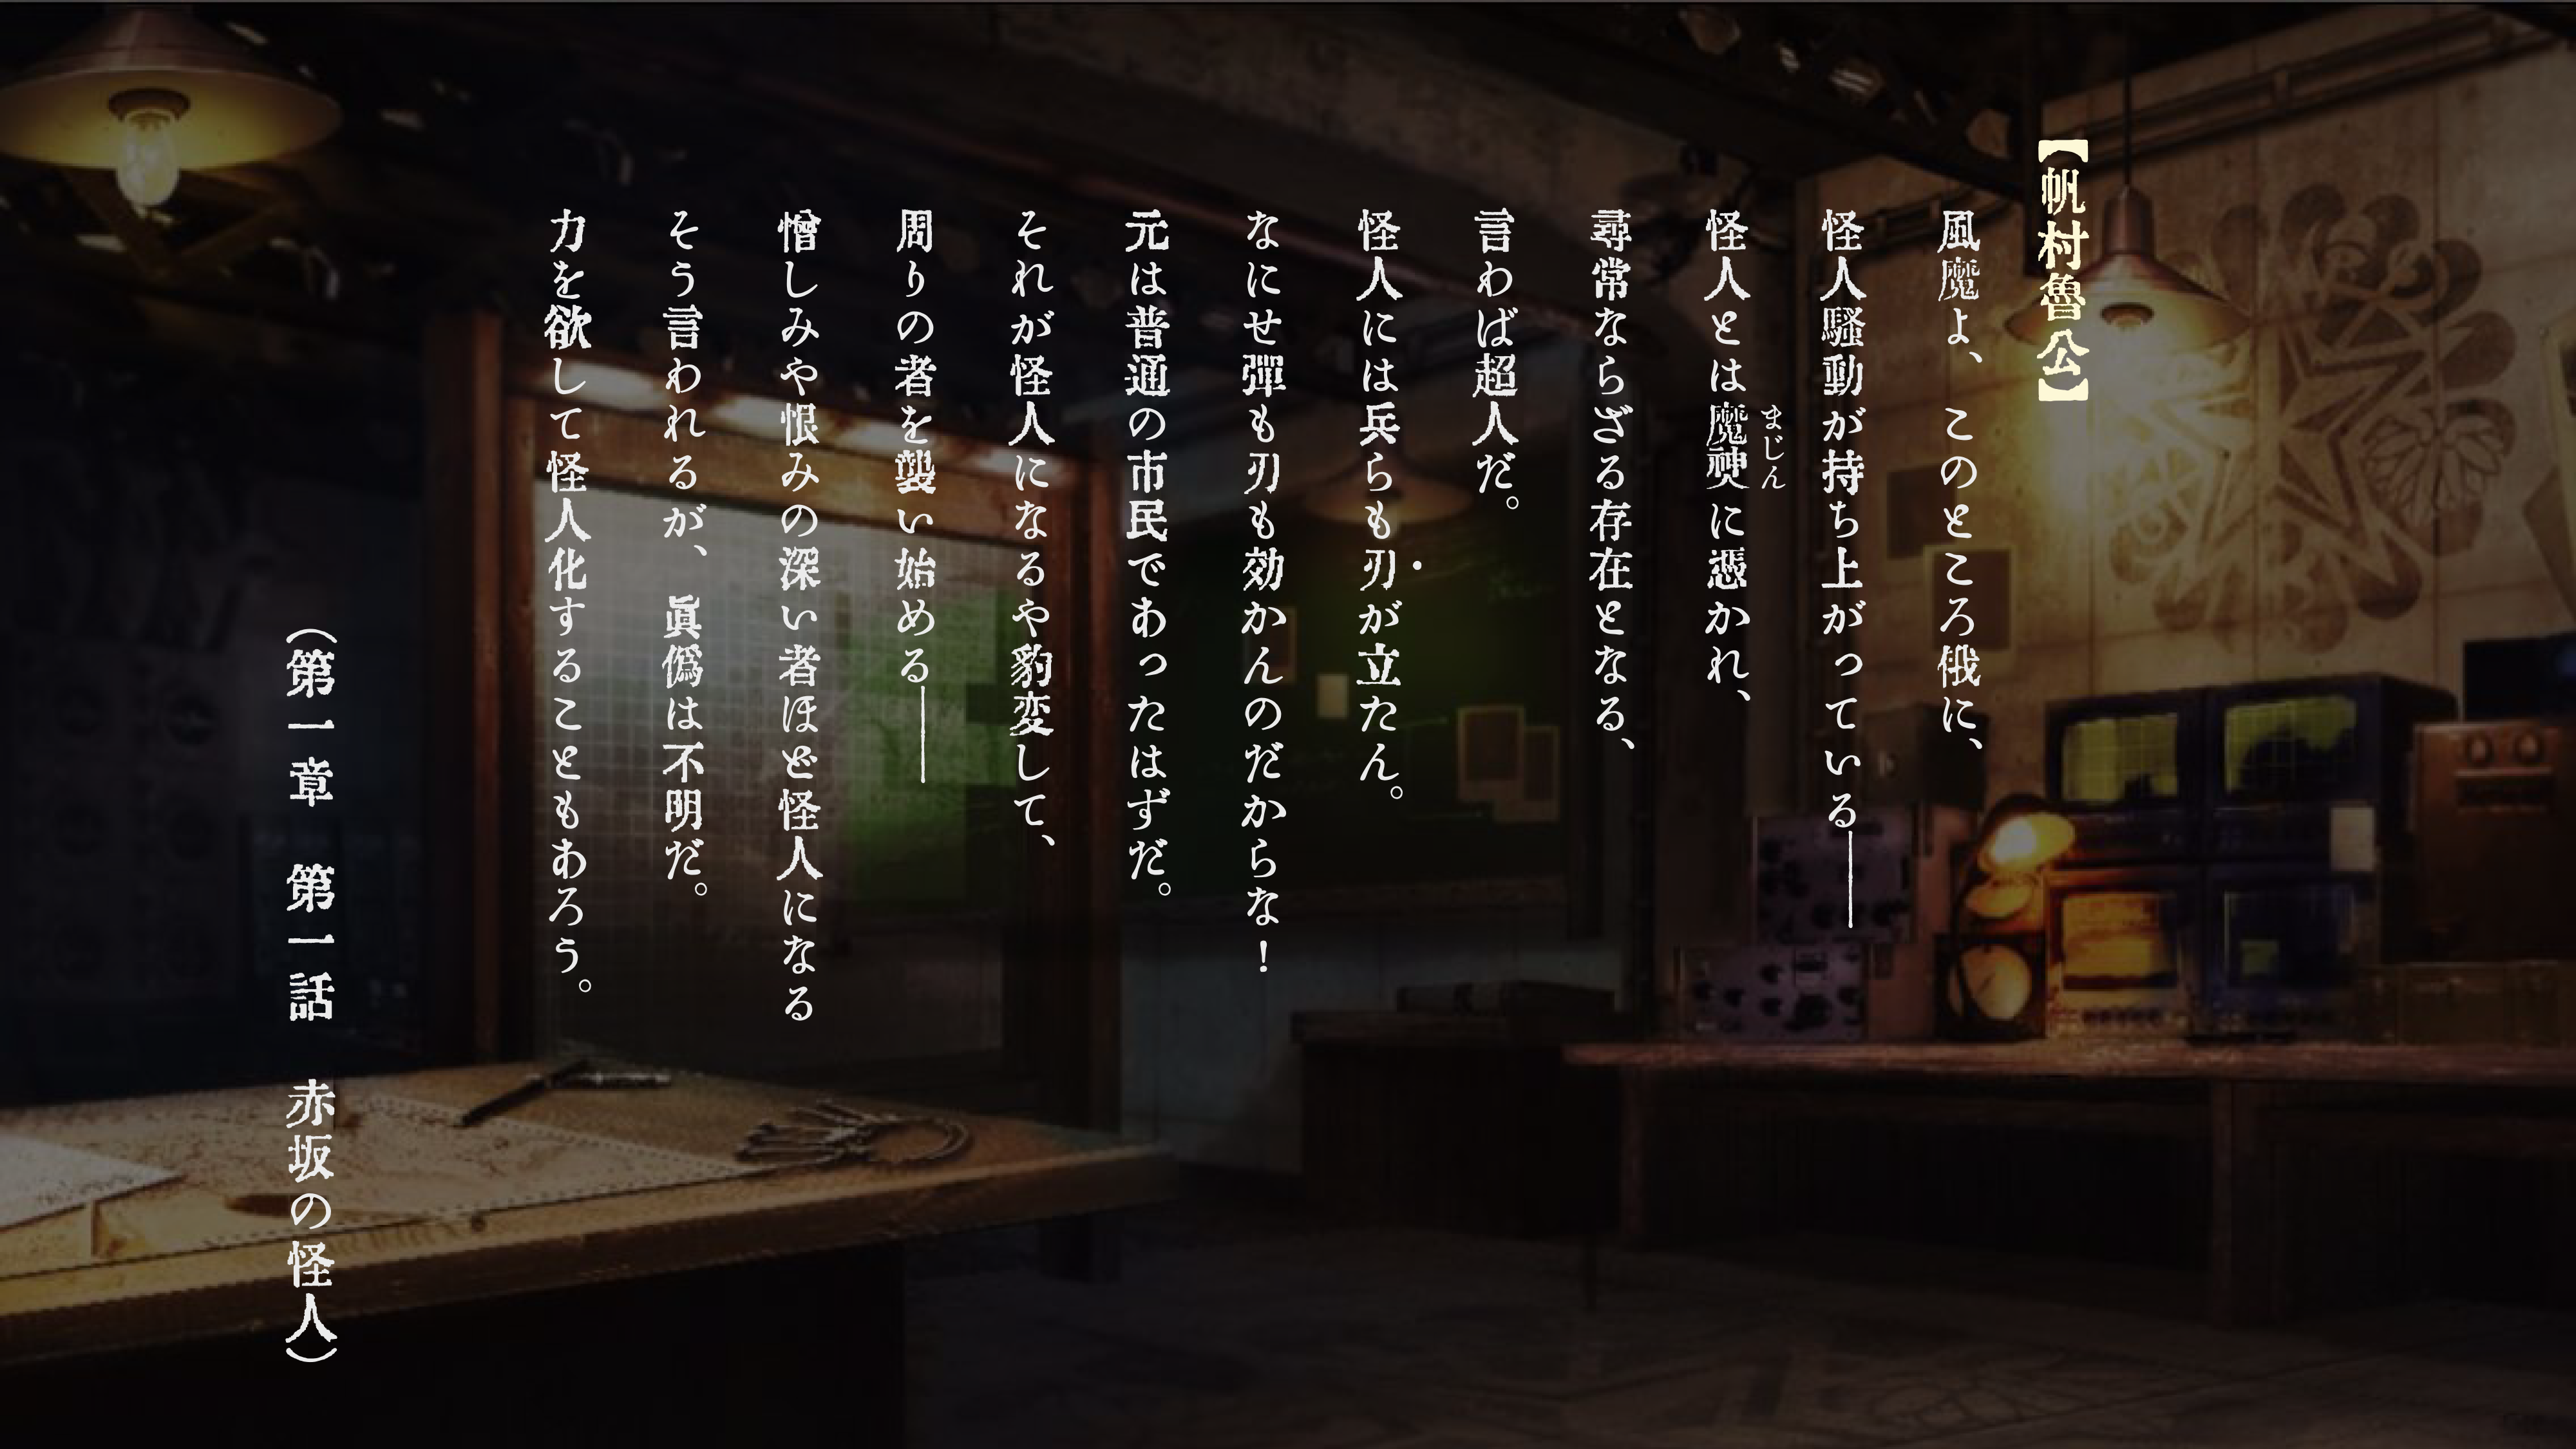 【帆村魯公】
風魔よ、このところ俄に、
怪人騒動が持ち上がっている――
怪人とは魔神に憑かれ、
まじん
尋常ならざる存在となる、
言わば超人だ。
怪人には兵らも刃が立たん。
なにせ彈も刃も効かんのだからな！
元は普通の市民であったはずだ。
それが怪人になるや豹変して、
周りの者を襲い始める――
憎しみや恨みの深い者ほど怪人になる
そう言われるが、眞僞は不明だ。
力を欲して怪人化することもあろう。
（第一章　第一話　赤坂の怪人）